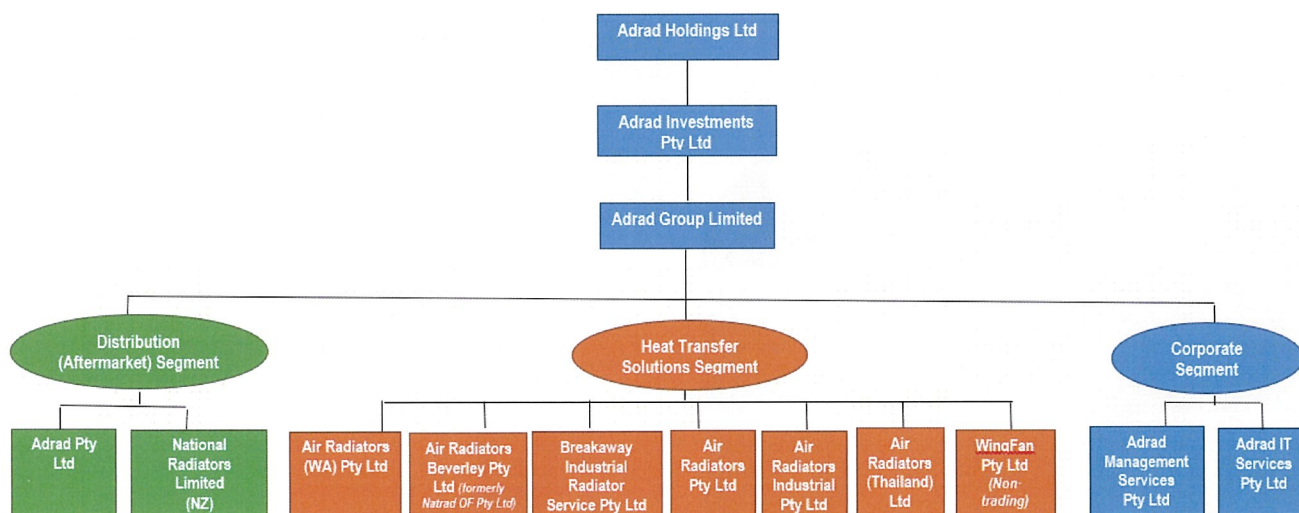 Adrad Holdings Ltd
Adrad Investments
Pty Ltd
Adrad Group Limited
Distribution
(Aftermarket) Segment
Heat Transfer
Solutions Segment
Corporate
Segment
Adrad Pty
Ltd
National
Radiators
Limited
(NZ)
Air Radiators
(WA) Pty Ltd
Air Radiators
Beverley Pty
Ltd (formerly
Natrad OF Pty Ltd)
Breakaway
Industrial
Radiator
Service Pty Ltd
Air
Radiators
Pty Ltd
Air
Radiators
Industrial
Pty Ltd
Air
Radiators
(Thailand)
Ltd
WingFan
Pty Ltd
(Non-
trading)
Adrad
Management
Services
Pty Ltd
Adrad IT
Services
Pty Ltd